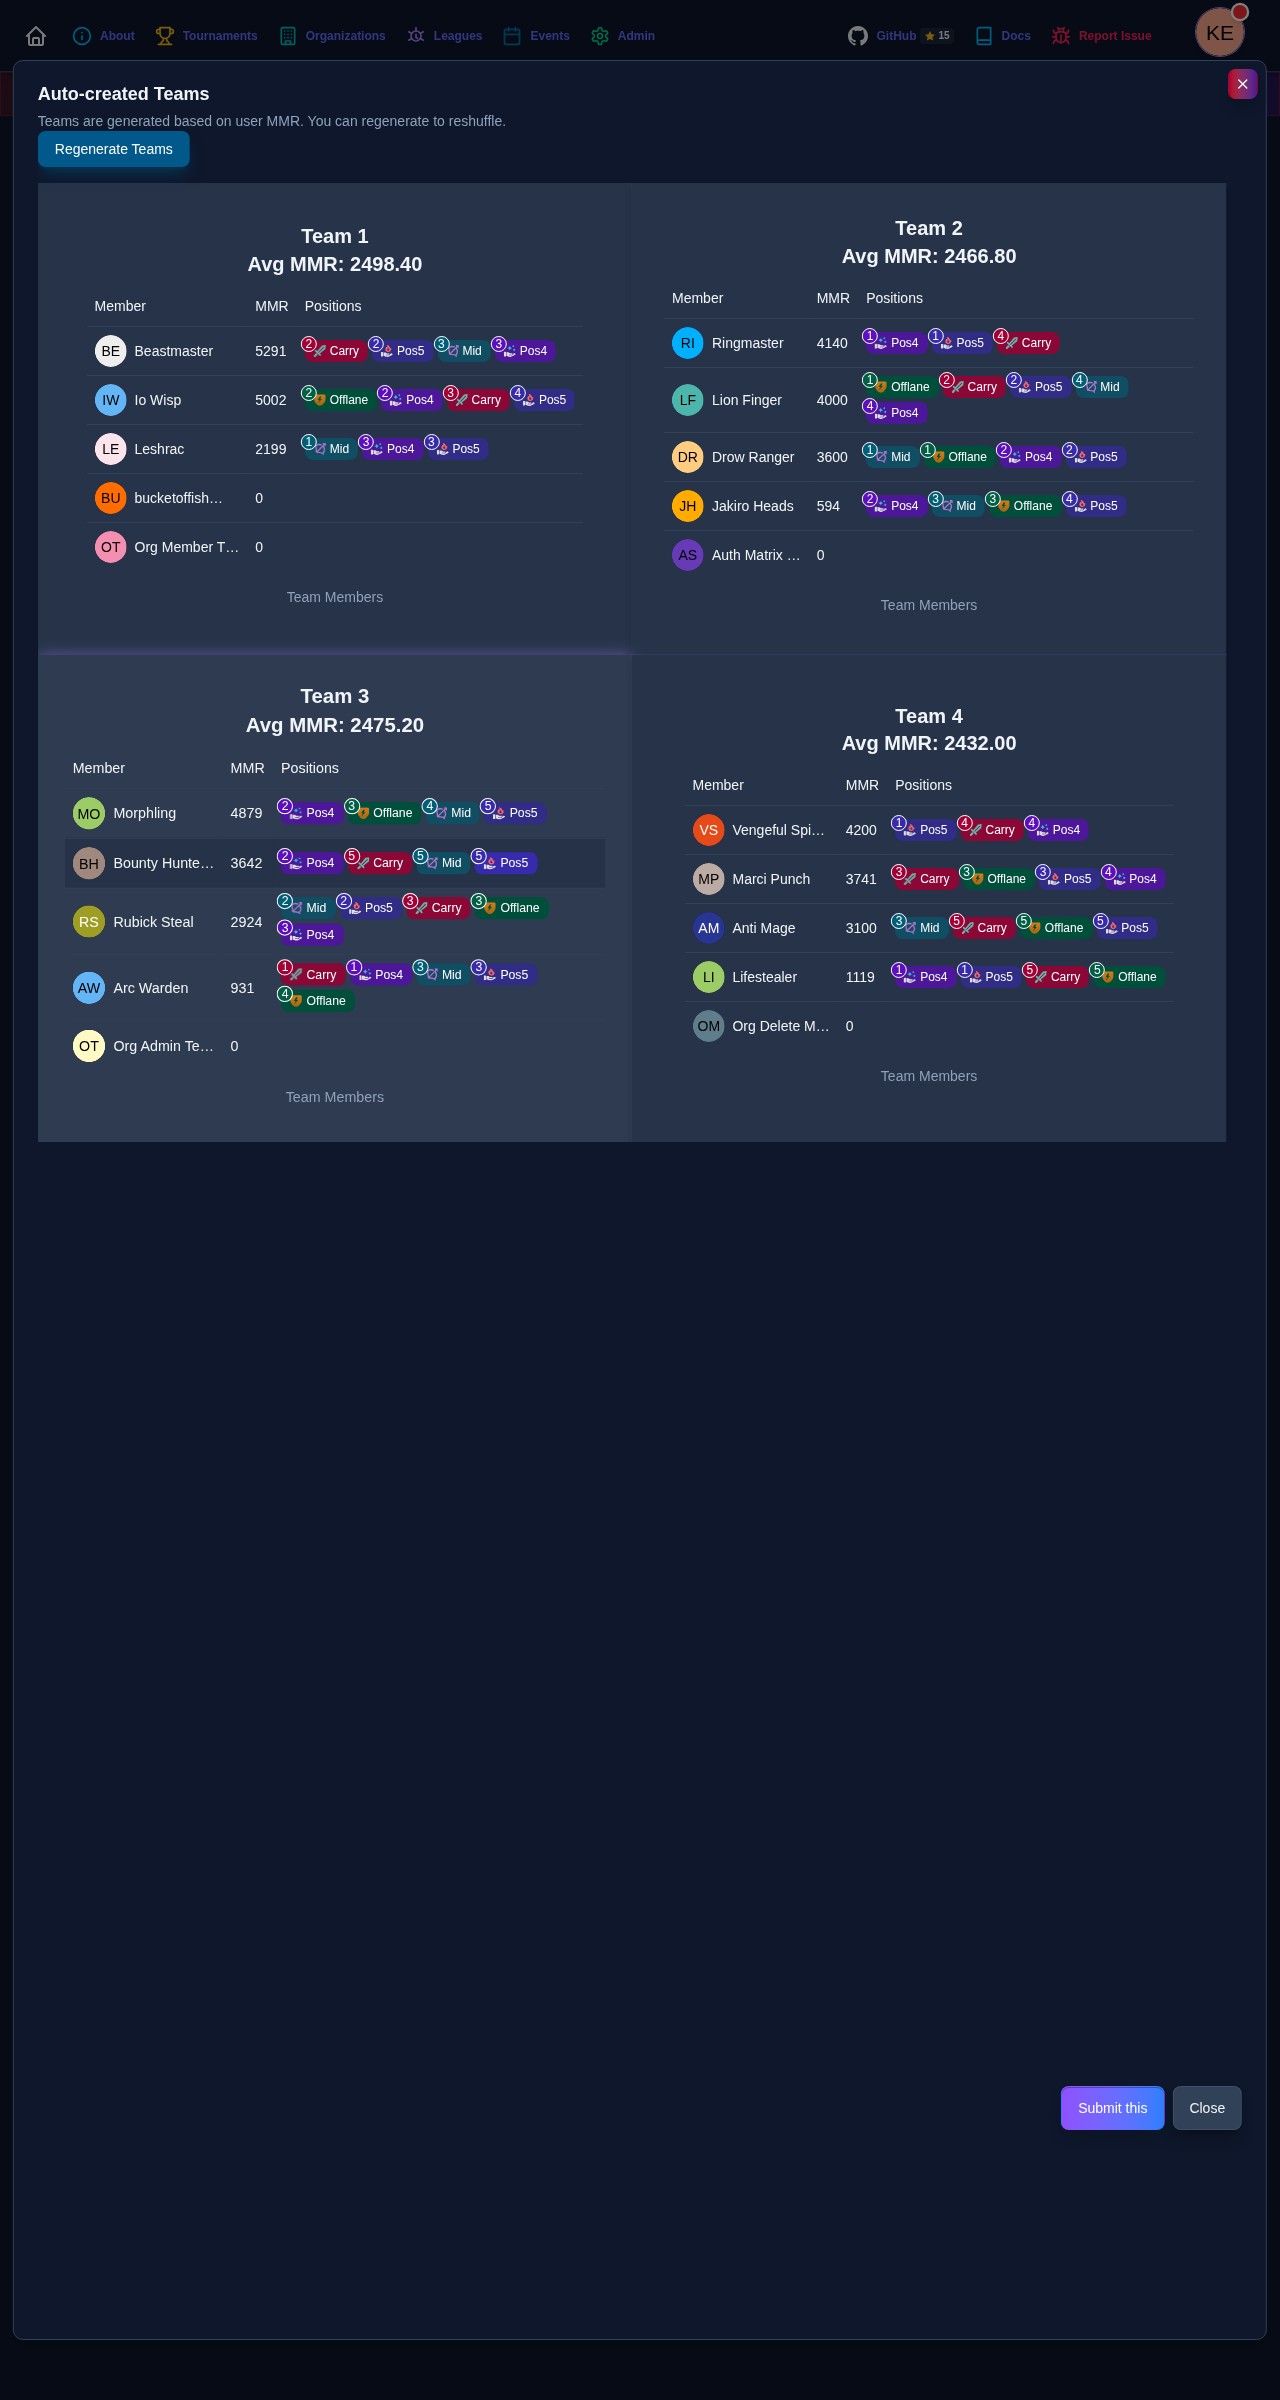 About Tournaments Organizations Leagues Events Admin GitHub 15 Docs Report Issue KE
Auto-created Teams
Teams are generated based on user MMR. You can regenerate to reshuffle.
Regenerate Teams
Team 1
Avg MMR: 2498.40
Member MMR Positions
BE Beastmaster 5291 2 Carry 2 Pos5 3 Mid 3 Pos4
IW Io Wisp 5002 2 Offlane 2 Pos4 3 Carry 4 Pos5
LE Leshrac 2199 1 Mid 3 Pos4 3 Pos5
BU bucketoffish… 0
OT Org Member T… 0
Team Members
Team 2
Avg MMR: 2466.80
Member MMR Positions
RI Ringmaster 4140 1 Pos4 1 Pos5 4 Carry
LF Lion Finger 4000 1 Offlane 2 Carry 2 Pos5 4 Mid
4 Pos4
DR Drow Ranger 3600 1 Mid 1 Offlane 2 Pos4 2 Pos5
JH Jakiro Heads 594 2 Pos4 3 Mid 3 Offlane 4 Pos5
AS Auth Matrix … 0
Team Members
Team 3
Avg MMR: 2475.20
Member MMR Positions
MO Morphling 4879 2 Pos4 3 Offlane 4 Mid 5 Pos5
BH Bounty Hunte… 3642 2 Pos4 5 Carry 5 Mid 5 Pos5
RS Rubick Steal 2924 2 Mid 2 Pos5 3 Carry 3 Offlane
3 Pos4
AW Arc Warden 931 1 Carry 1 Pos4 3 Mid 3 Pos5
4 Offlane
OT Org Admin Te… 0
Team Members
Team 4
Avg MMR: 2432.00
Member MMR Positions
VS Vengeful Spi… 4200 1 Pos5 4 Carry 4 Pos4
MP Marci Punch 3741 3 Carry 3 Offlane 3 Pos5 4 Pos4
AM Anti Mage 3100 3 Mid 5 Carry 5 Offlane 5 Pos5
LI Lifestealer 1119 1 Pos4 1 Pos5 5 Carry 5 Offlane
OM Org Delete M… 0
Team Members
Submit this Close